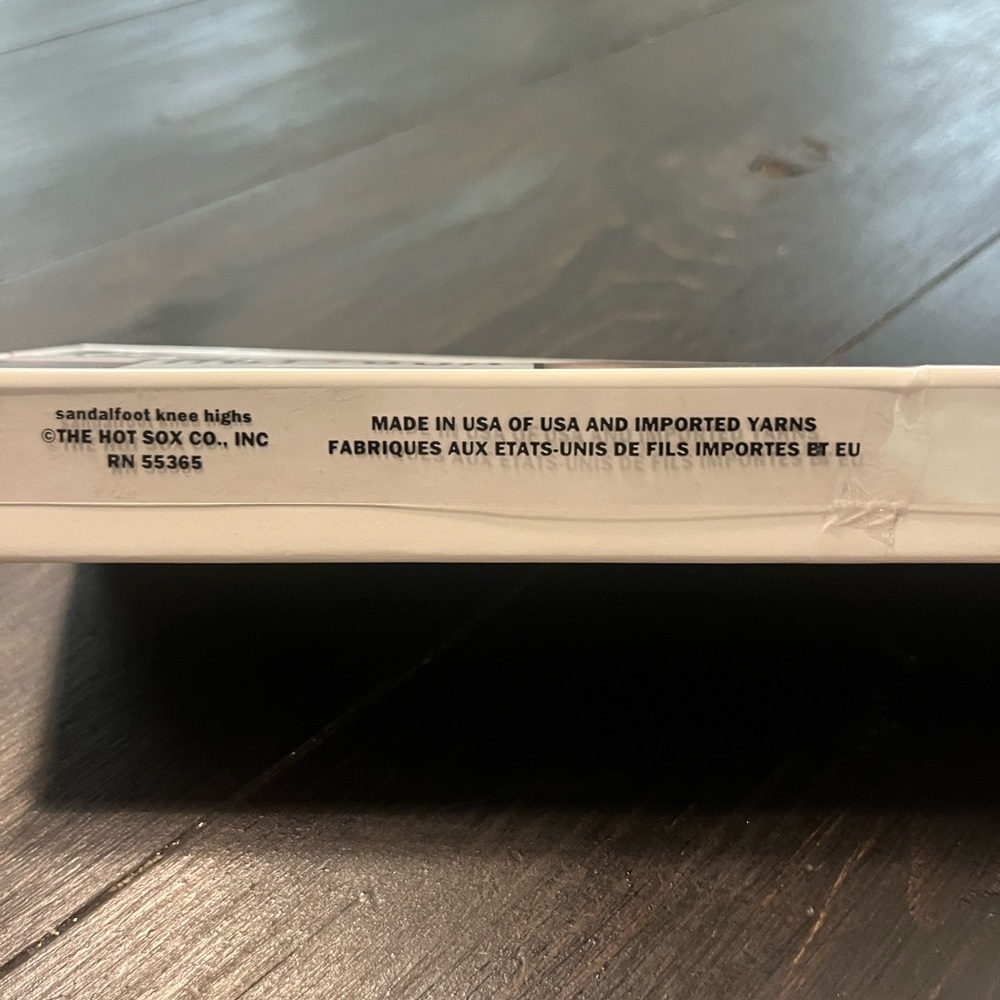 sandalfoot knee highs
©THE HOT SOX CO., INC
RN 55365
MADE IN USA OF USA AND IMPORTED YARNS
FABRIQUES AUX ETATS-UNIS DE FILS IMPORTES ET EU